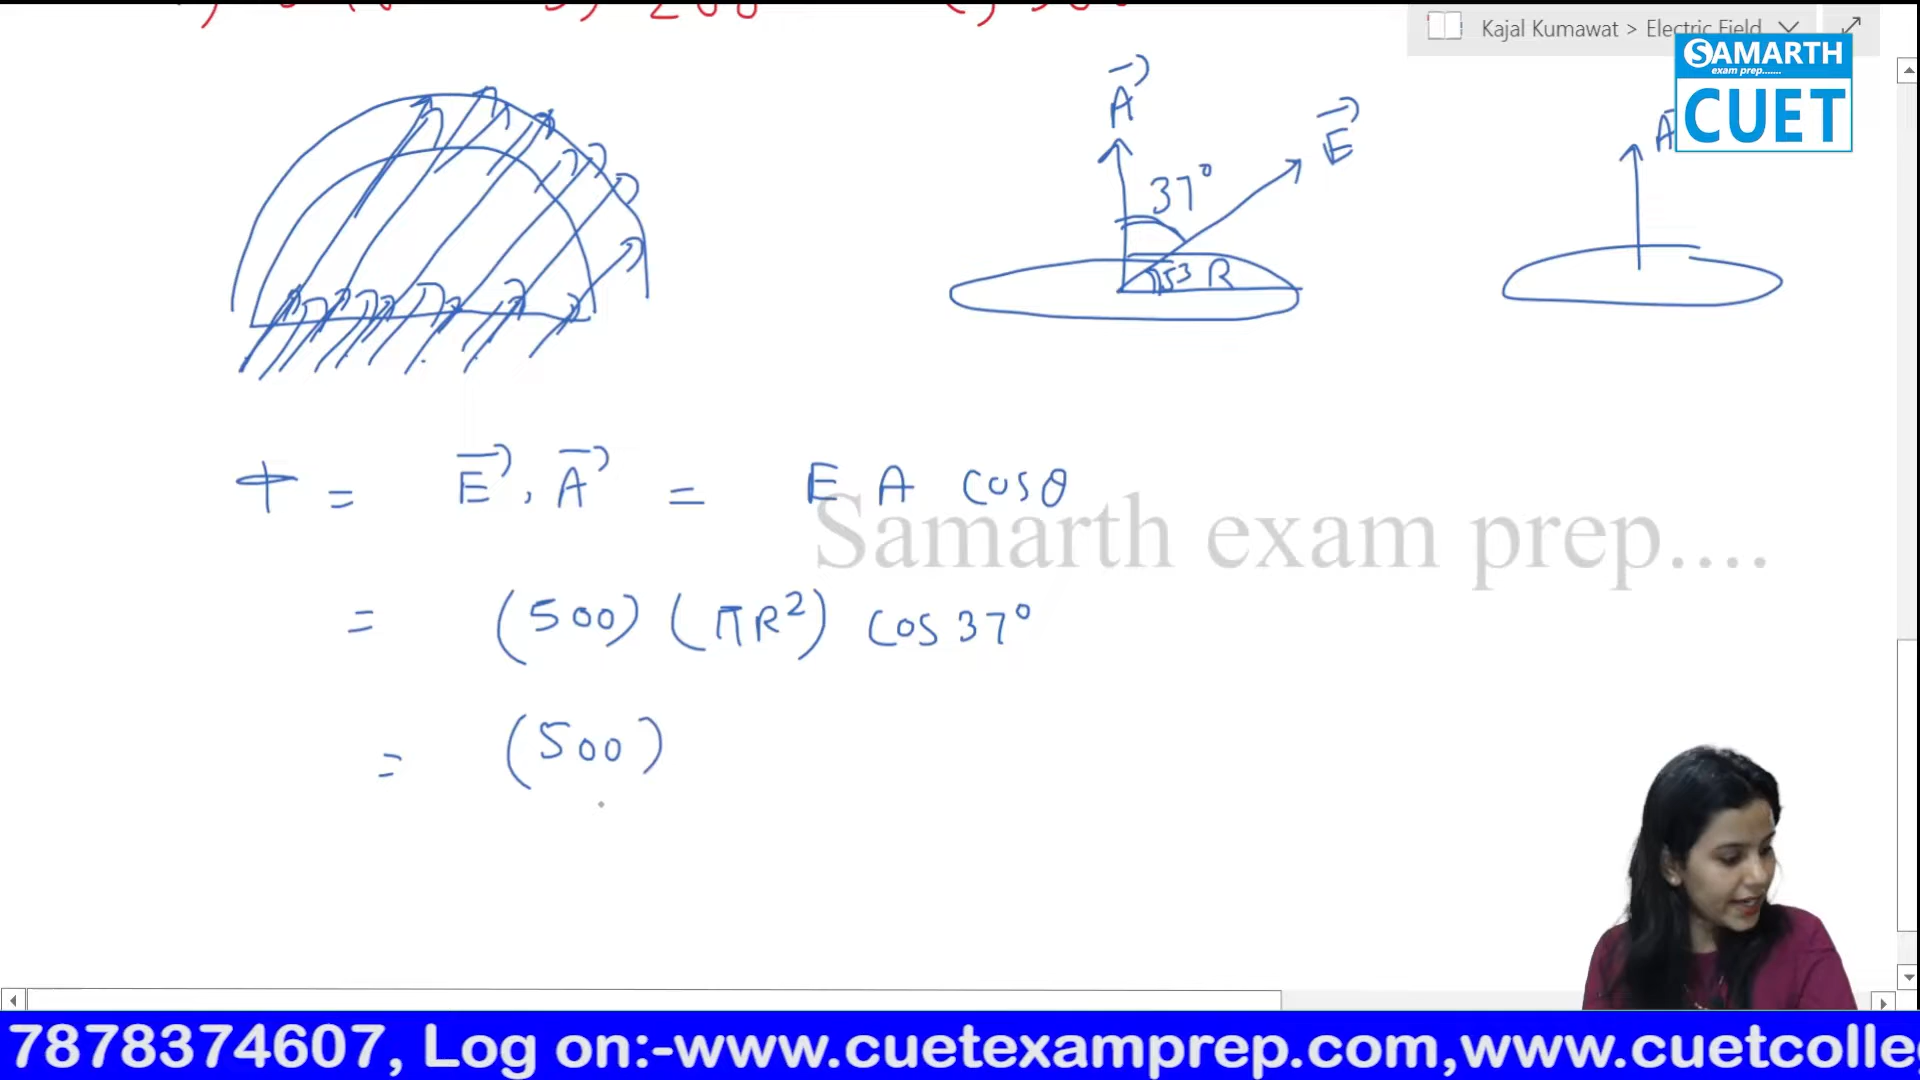 Kajal Kumawat > Electric Field
SAMARTH
exam prep.......
CUET
A
E
A
37°
53 R
ϕ = E . A = E A cosθ
Samarth exam prep....
= (500) (πR²) cos 37°
= (500)
7878374607, Log on:-www.cuetexamprep.com,www.cuetcolle